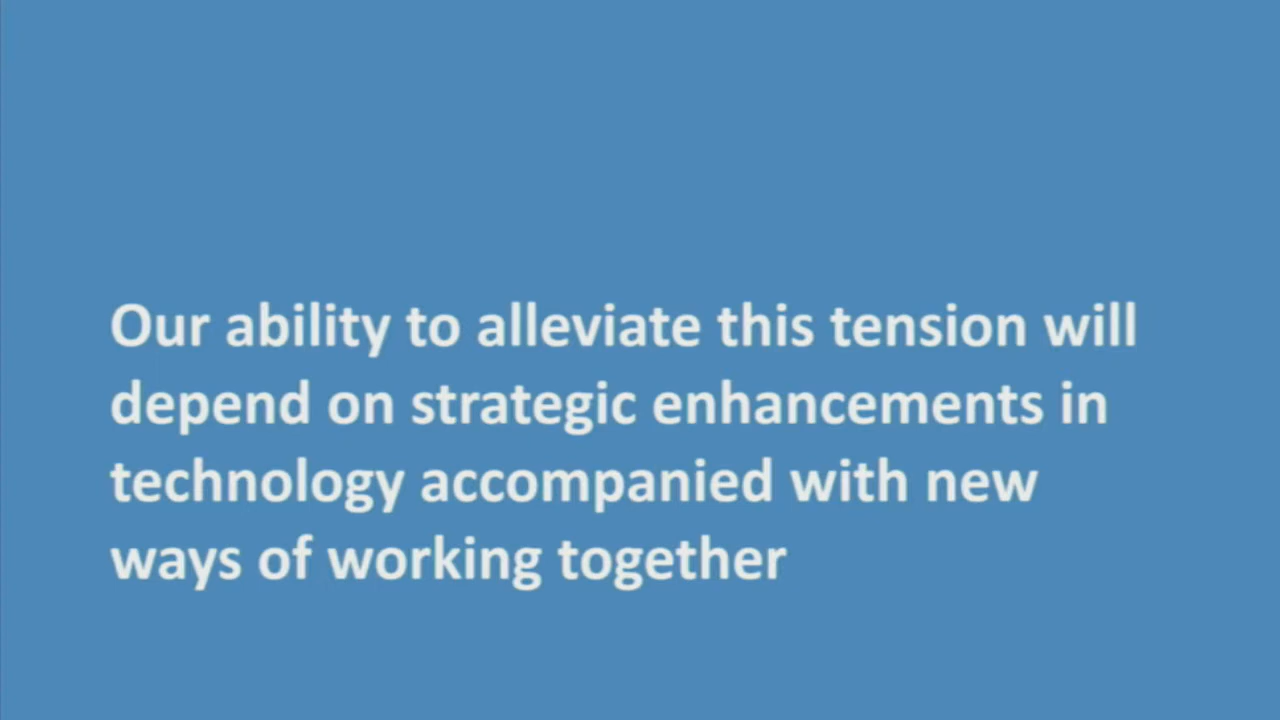 Our ability to alleviate this tension will
depend on strategic enhancements in
technology accompanied with new
ways of working together